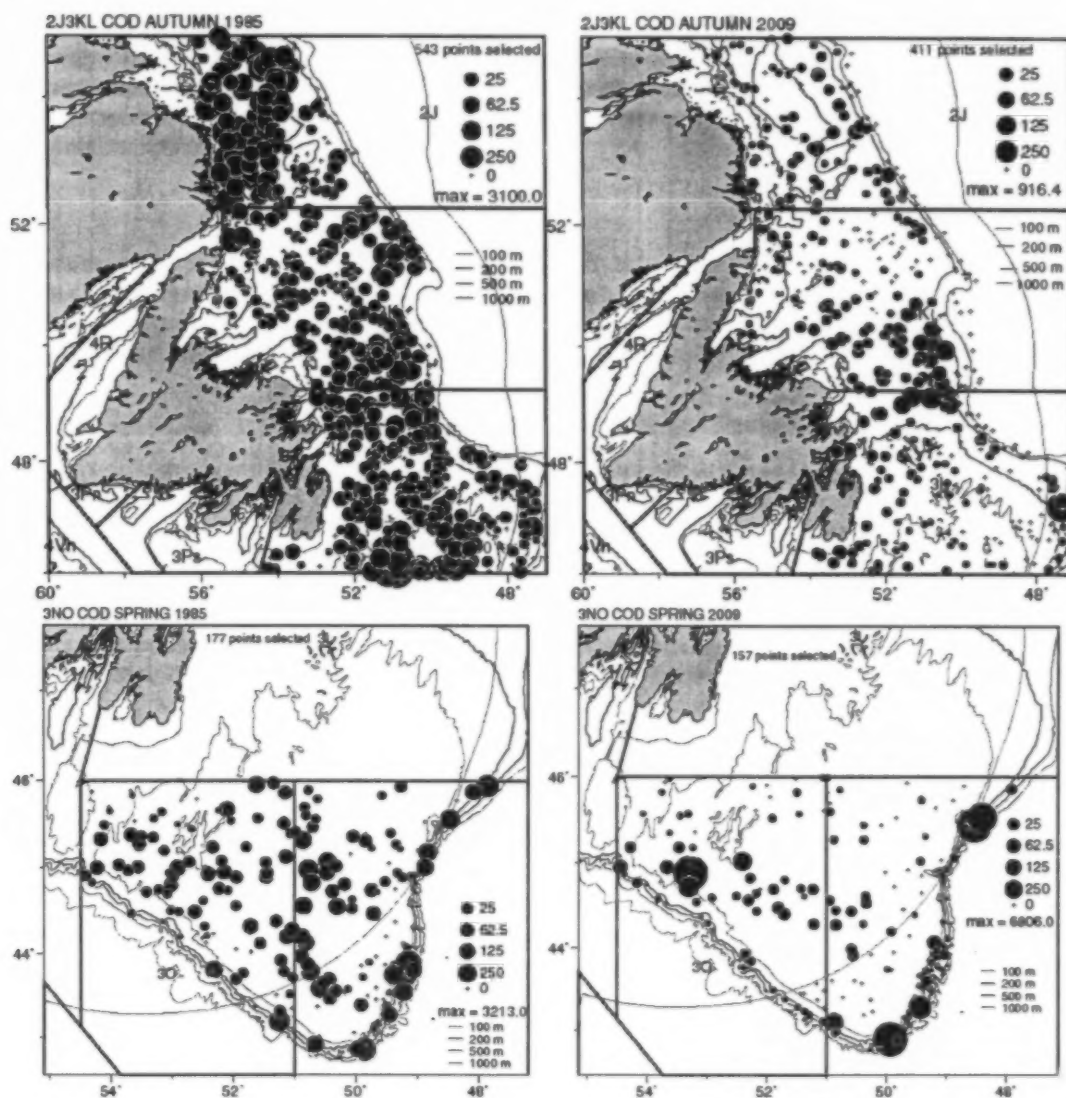 2J3KL COD AUTUMN 1985
543 points selected
25
62.5
125
250
0
max = 3100.0
2J
52°
48°
100 m
200 m
500 m
1000 m
4R
3Pn
4Vn
3Ps
60
56
52
48
2J3KL COD AUTUMN 2009
411 points selected
25
62.5
125
250
0
max = 916.4
2J
52°
48°
100 m
200 m
500 m
1000 m
4R
3Pn
4Vn
3Ps
60
56
52
48
3NO COD SPRING 1985
177 points selected
46°
44°
25
62.5
125
250
0
max = 3213.0
100 m
200 m
500 m
1000 m
3O
54
52
50
48
3NO COD SPRING 2009
157 points selected
46°
44°
25
62.5
125
250
0
max = 6806.0
100 m
200 m
500 m
1000 m
3O
54
52
50
48